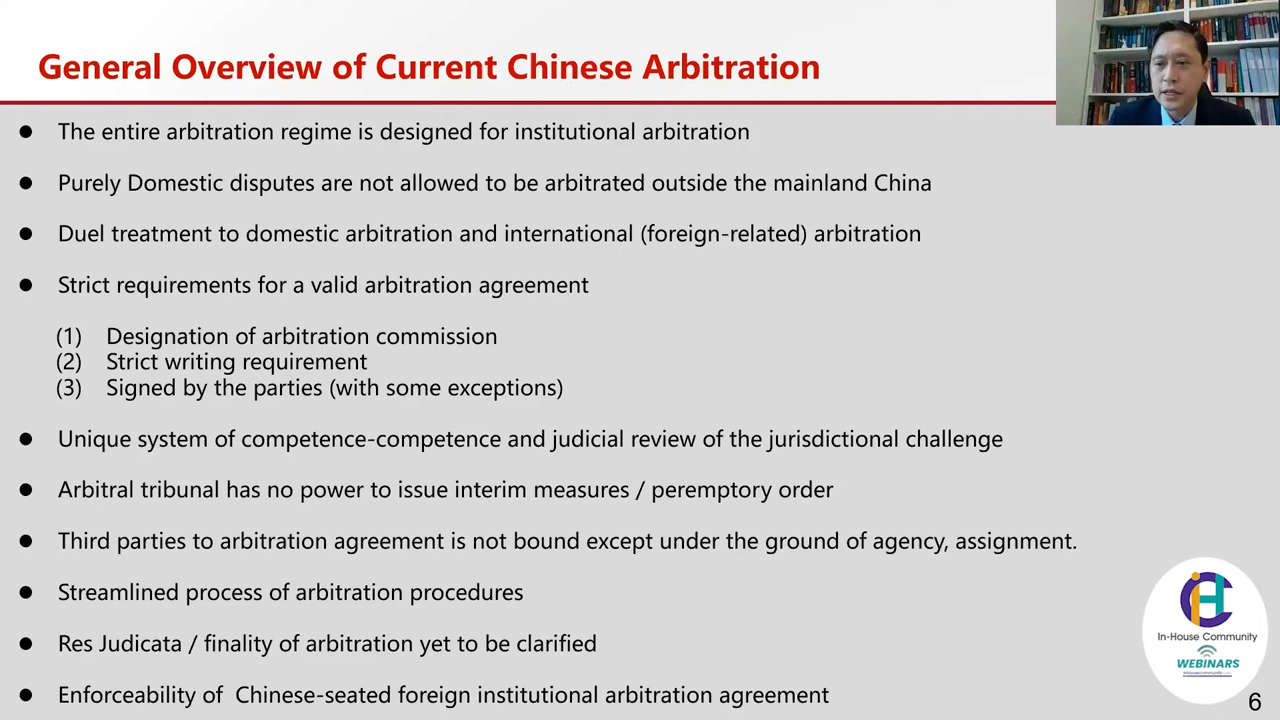 General Overview of Current Chinese Arbitration
● The entire arbitration regime is designed for institutional arbitration
● Purely Domestic disputes are not allowed to be arbitrated outside the mainland China
● Duel treatment to domestic arbitration and international (foreign-related) arbitration
● Strict requirements for a valid arbitration agreement
(1) Designation of arbitration commission
(2) Strict writing requirement
(3) Signed by the parties (with some exceptions)
● Unique system of competence-competence and judicial review of the jurisdictional challenge
● Arbitral tribunal has no power to issue interim measures / peremptory order
● Third parties to arbitration agreement is not bound except under the ground of agency, assignment.
● Streamlined process of arbitration procedures
● Res Judicata / finality of arbitration yet to be clarified
● Enforceability of Chinese-seated foreign institutional arbitration agreement
In-House Community
WEBINARS
6